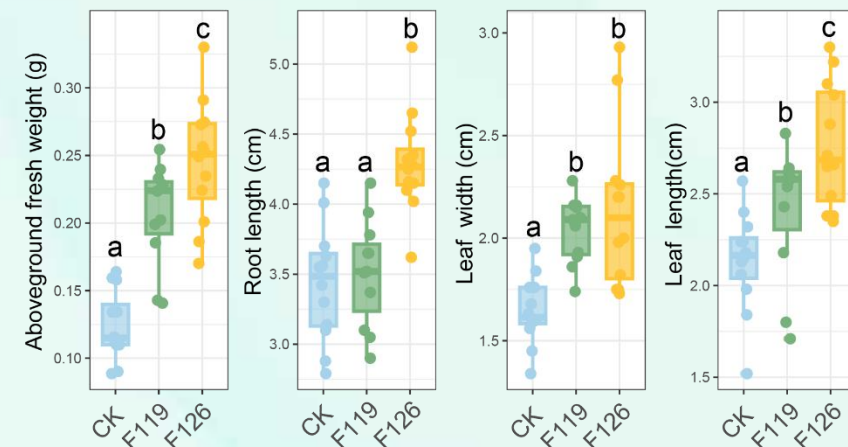 Aboveground fresh weight (g)
0.30
0.25
0.20
0.15
0.10
a
b
c
CK
F119
F126
Root length (cm)
5.0
4.5
4.0
3.5
3.0
a
a
b
CK
F119
F126
Leaf width (cm)
3.0
2.5
2.0
1.5
a
b
b
CK
F119
F126
Leaf length(cm)
3.0
2.5
2.0
1.5
a
b
c
CK
F119
F126